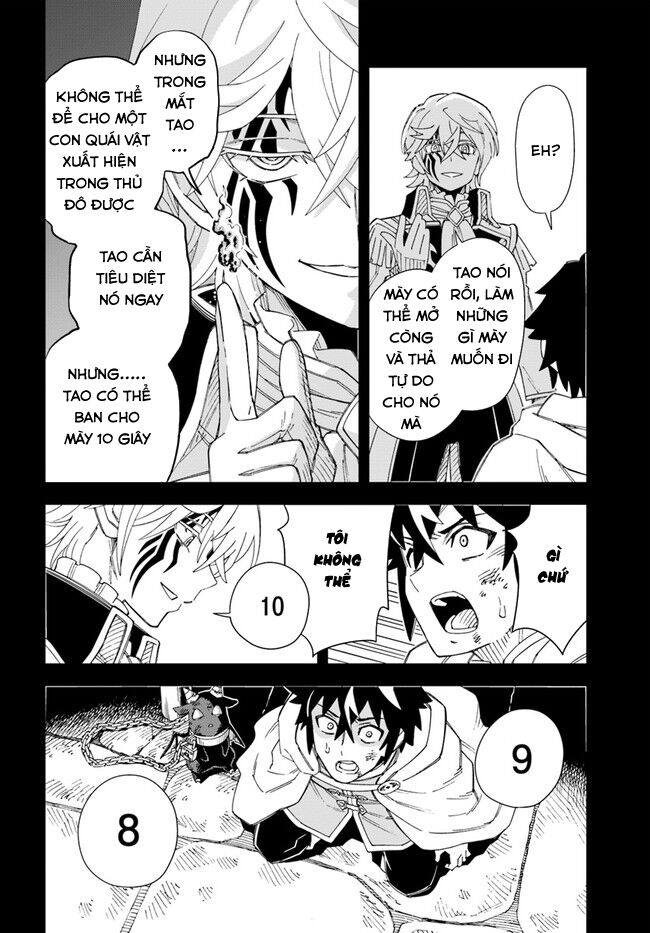 EH?
TAO NÓI
RỒI, LÀM
NHỮNG
GÌ MÀY
MUỐN ĐI
MÀY CÓ
THỂ MỞ
CÒNG
VÀ THẢ
TỰ DO
CHO NÓ
MÀ
NHƯNG
TRONG
MẮT
TAO
...
KHÔNG THỂ
ĐỂ CHO MỘT
CON QUÁI VẬT
XUẤT HIỆN
TRONG THỦ
ĐÔ ĐƯỢC
TAO CẦN
TIÊU DIỆT
NÓ NGAY
NHƯNG.....
TAO CÓ THỂ
BAN CHO
MÀY 10 GIÂY
GÌ
CHỨ
TÔI
KHÔNG
THỂ
10
9
8